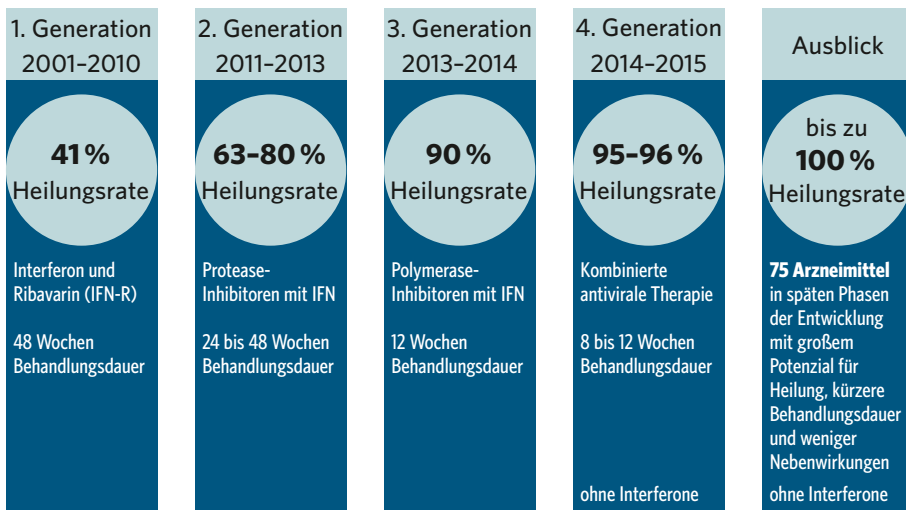 1. Generation
2001–2010
41 %
Heilungsrate
Interferon und
Ribavarin (IFN-R)
48 Wochen
Behandlungsdauer
2. Generation
2011–2013
63–80 %
Heilungsrate
Protease-
Inhibitoren mit IFN
24 bis 48 Wochen
Behandlungsdauer
3. Generation
2013–2014
90 %
Heilungsrate
Polymerase-
Inhibitoren mit IFN
12 Wochen
Behandlungsdauer
4. Generation
2014–2015
95–96 %
Heilungsrate
Kombinierte
antivirale Therapie
8 bis 12 Wochen
Behandlungsdauer
ohne Interferone
Ausblick
bis zu
100 %
Heilungsrate
75 Arzneimittel
in späten Phasen
der Entwicklung
mit großem
Potenzial für
Heilung, kürzere
Behandlungsdauer
und weniger
Nebenwirkungen
ohne Interferone